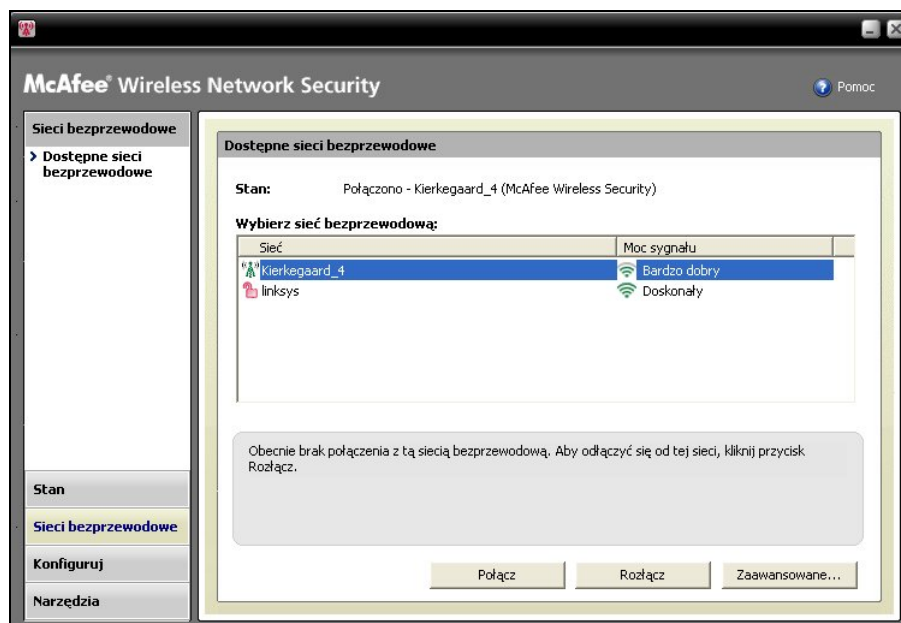 McAfee® Wireless Network Security
Pomoc
Sieci bezprzewodowe
Dostępne sieci
bezprzewodowe
Stan
Sieci bezprzewodowe
Konfiguruj
Narzędzia
Dostępne sieci bezprzewodowe
Stan: Połączono - Kierkegaard_4 (McAfee Wireless Security)
Wybierz sieć bezprzewodową:
Sieć Moc sygnału
Kierkegaard_4 Bardzo dobry
linksys Doskonały
Obecnie brak połączenia z tą siecią bezprzewodową. Aby odłączyć się od tej sieci, kliknij przycisk
Rozłącz.
Połącz Rozłącz Zaawansowane...